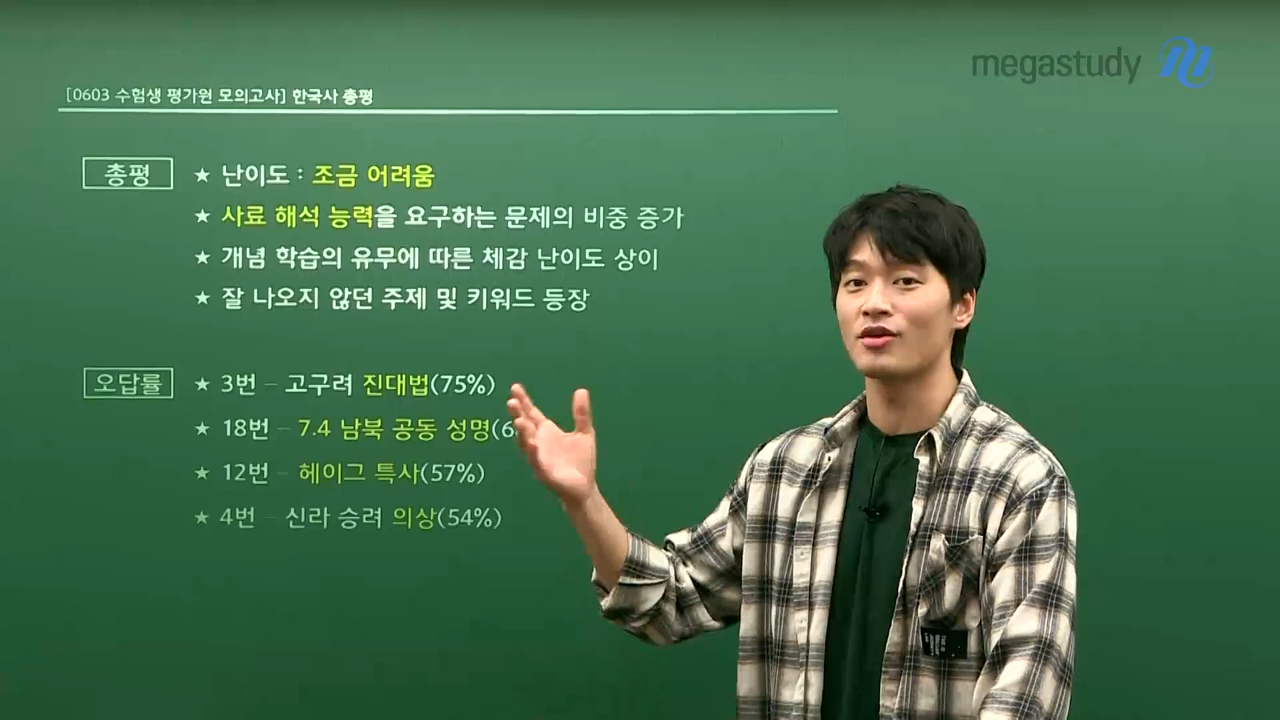 megastudy
[0603 수험생 평가원 모의고사] 한국사 총평
총평
★ 난이도 : 조금 어려움
★ 사료 해석 능력을 요구하는 문제의 비중 증가
★ 개념 학습의 유무에 따른 체감 난이도 상이
★ 잘 나오지 않던 주제 및 키워드 등장
오답률
★ 3번 – 고구려 진대법(75%)
★ 18번 – 7.4 남북 공동 성명(6
★ 12번 – 헤이그 특사(57%)
★ 4번 – 신라 승려 의상(54%)